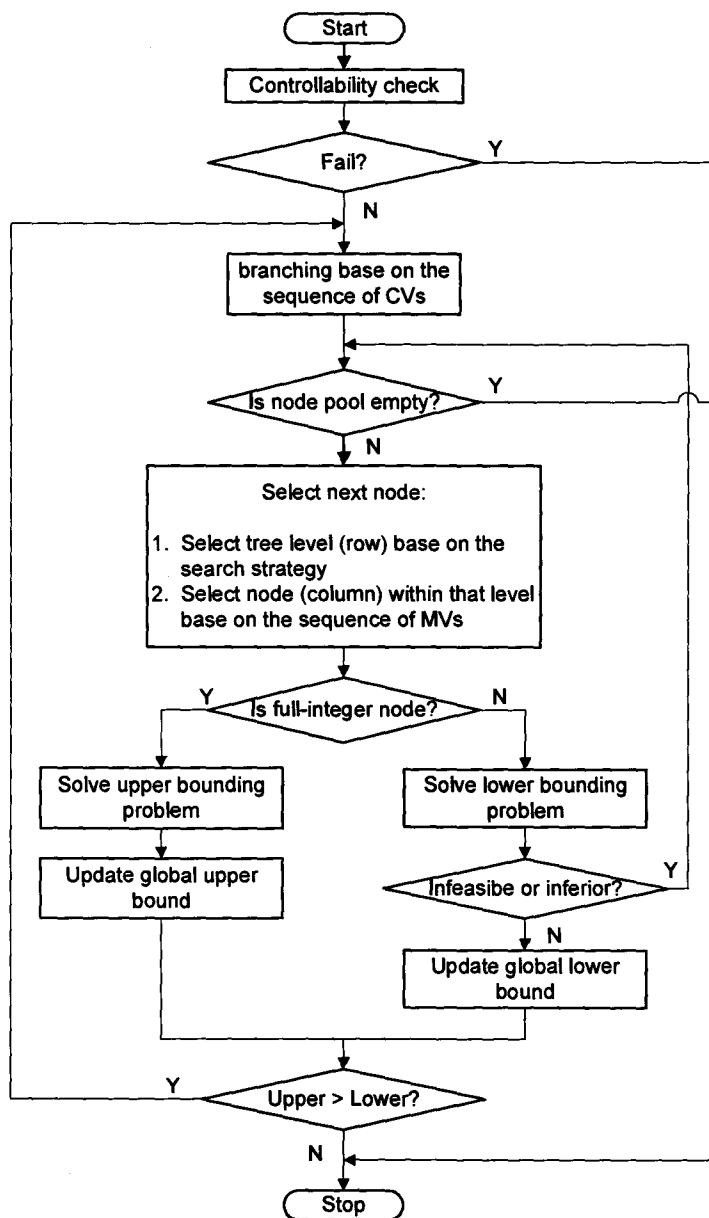 Start
Controllability check
Fail?
Y
N
branching base on the
sequence of CVs
Is node pool empty?
Y
N
Select next node:
1. Select tree level (row) base on the
search strategy
2. Select node (column) within that level
base on the sequence of MVs
Y
Is full-integer node?
N
Solve upper bounding
problem
Solve lower bounding
problem
Update global upper
bound
Infeasibe or inferior?
Y
N
Update global lower
bound
Y
Upper > Lower?
N
Stop